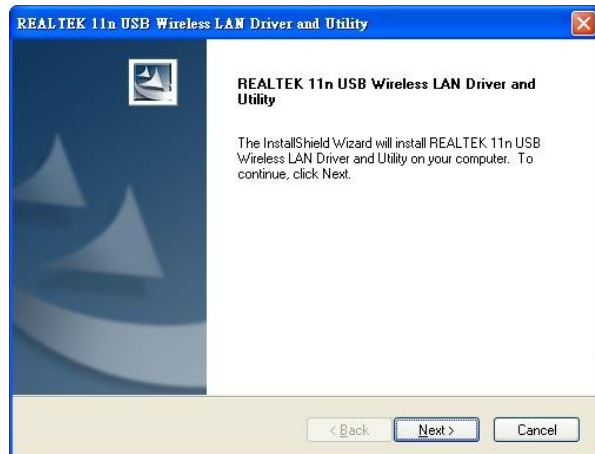 REALTEK 11n USB Wireless LAN Driver and Utility
REALTEK 11n USB Wireless LAN Driver and
Utility
The InstallShield Wizard will install REALTEK 11n USB
Wireless LAN Driver and Utility on your computer.  To
continue, click Next.
< Back
Next >
Cancel